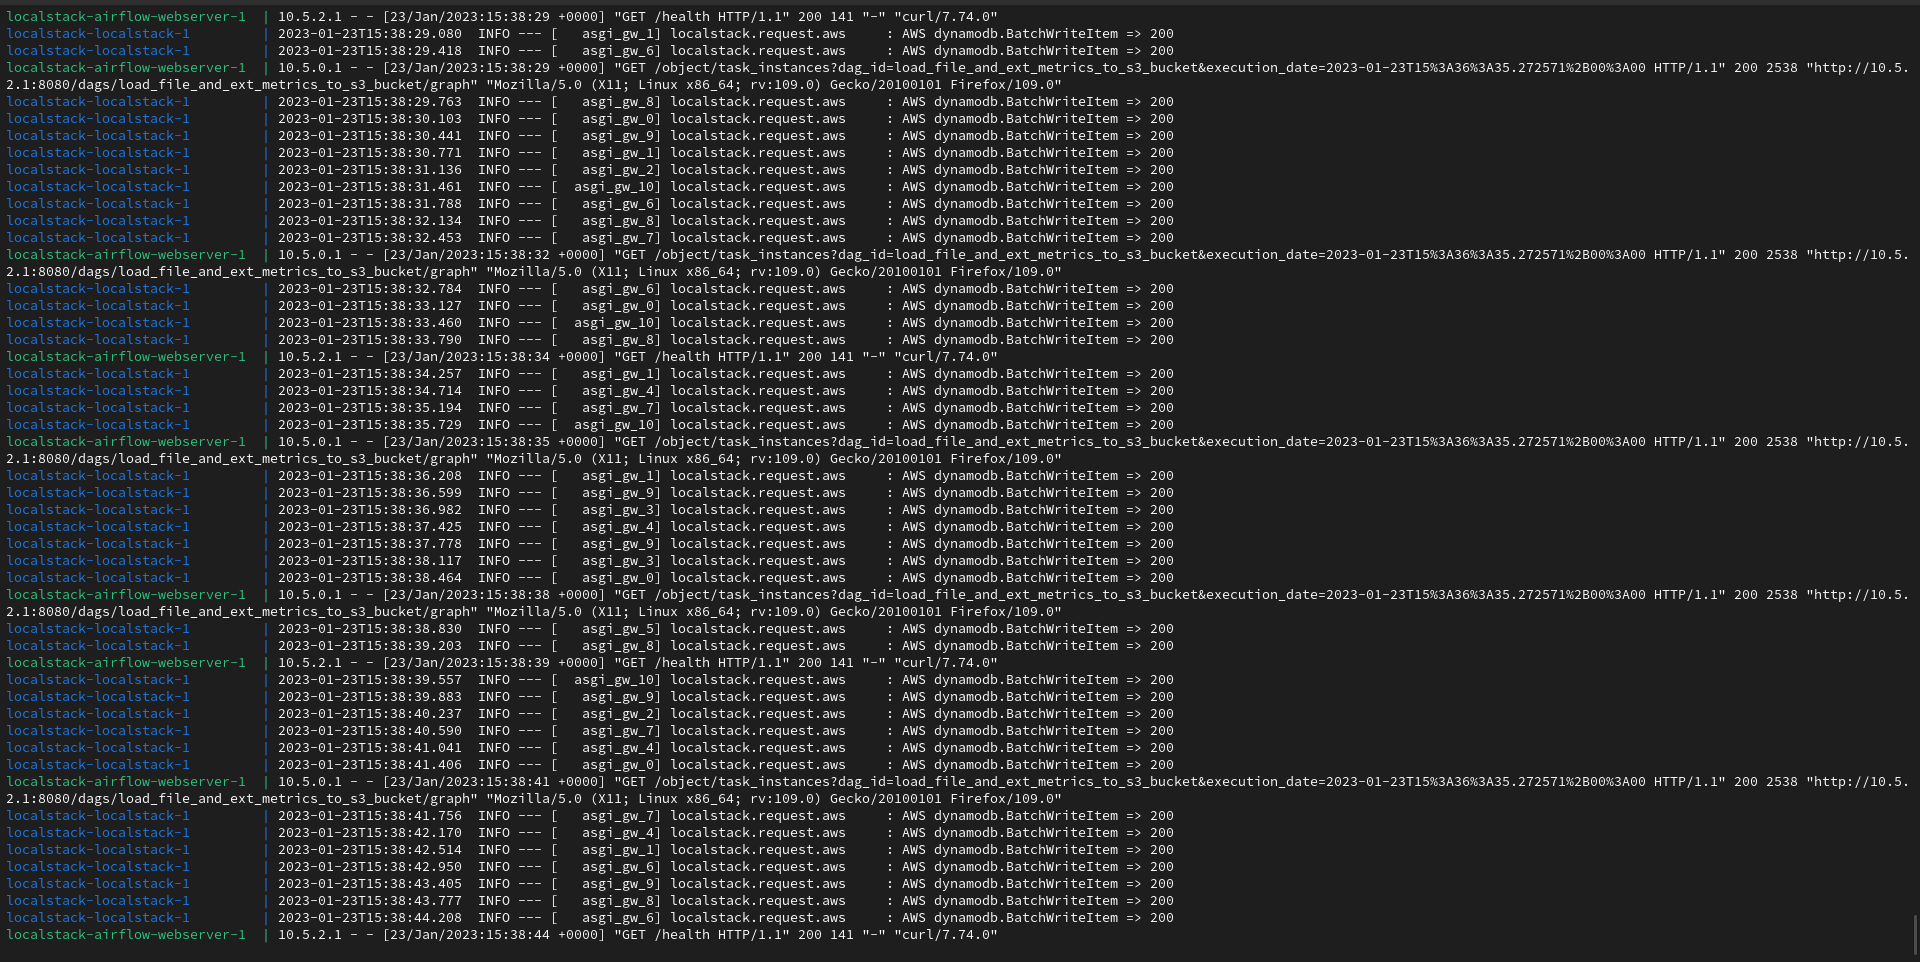 localstack-airflow-webserver-1  | 10.5.2.1 - - [23/Jan/2023:15:38:29 +0000] "GET /health HTTP/1.1" 200 141 "-" "curl/7.74.0"
localstack-localstack-1         | 2023-01-23T15:38:29.080  INFO --- [   asgi_gw_1] localstack.request.aws     : AWS dynamodb.BatchWriteItem => 200
localstack-localstack-1         | 2023-01-23T15:38:29.418  INFO --- [   asgi_gw_6] localstack.request.aws     : AWS dynamodb.BatchWriteItem => 200
localstack-airflow-webserver-1  | 10.5.0.1 - - [23/Jan/2023:15:38:29 +0000] "GET /object/task_instances?dag_id=load_file_and_ext_metrics_to_s3_bucket&execution_date=2023-01-23T15%3A36%3A35.272571%2B00%3A00 HTTP/1.1" 200 2538 "http://10.5.
2.1:8080/dags/load_file_and_ext_metrics_to_s3_bucket/graph" "Mozilla/5.0 (X11; Linux x86_64; rv:109.0) Gecko/20100101 Firefox/109.0"
localstack-localstack-1         | 2023-01-23T15:38:29.763  INFO --- [   asgi_gw_8] localstack.request.aws     : AWS dynamodb.BatchWriteItem => 200
localstack-localstack-1         | 2023-01-23T15:38:30.103  INFO --- [   asgi_gw_0] localstack.request.aws     : AWS dynamodb.BatchWriteItem => 200
localstack-localstack-1         | 2023-01-23T15:38:30.441  INFO --- [   asgi_gw_9] localstack.request.aws     : AWS dynamodb.BatchWriteItem => 200
localstack-localstack-1         | 2023-01-23T15:38:30.771  INFO --- [   asgi_gw_1] localstack.request.aws     : AWS dynamodb.BatchWriteItem => 200
localstack-localstack-1         | 2023-01-23T15:38:31.136  INFO --- [   asgi_gw_2] localstack.request.aws     : AWS dynamodb.BatchWriteItem => 200
localstack-localstack-1         | 2023-01-23T15:38:31.461  INFO --- [  asgi_gw_10] localstack.request.aws     : AWS dynamodb.BatchWriteItem => 200
localstack-localstack-1         | 2023-01-23T15:38:31.788  INFO --- [   asgi_gw_6] localstack.request.aws     : AWS dynamodb.BatchWriteItem => 200
localstack-localstack-1         | 2023-01-23T15:38:32.134  INFO --- [   asgi_gw_8] localstack.request.aws     : AWS dynamodb.BatchWriteItem => 200
localstack-localstack-1         | 2023-01-23T15:38:32.453  INFO --- [   asgi_gw_7] localstack.request.aws     : AWS dynamodb.BatchWriteItem => 200
localstack-airflow-webserver-1  | 10.5.0.1 - - [23/Jan/2023:15:38:32 +0000] "GET /object/task_instances?dag_id=load_file_and_ext_metrics_to_s3_bucket&execution_date=2023-01-23T15%3A36%3A35.272571%2B00%3A00 HTTP/1.1" 200 2538 "http://10.5.
2.1:8080/dags/load_file_and_ext_metrics_to_s3_bucket/graph" "Mozilla/5.0 (X11; Linux x86_64; rv:109.0) Gecko/20100101 Firefox/109.0"
localstack-localstack-1         | 2023-01-23T15:38:32.784  INFO --- [   asgi_gw_6] localstack.request.aws     : AWS dynamodb.BatchWriteItem => 200
localstack-localstack-1         | 2023-01-23T15:38:33.127  INFO --- [   asgi_gw_0] localstack.request.aws     : AWS dynamodb.BatchWriteItem => 200
localstack-localstack-1         | 2023-01-23T15:38:33.460  INFO --- [  asgi_gw_10] localstack.request.aws     : AWS dynamodb.BatchWriteItem => 200
localstack-localstack-1         | 2023-01-23T15:38:33.790  INFO --- [   asgi_gw_8] localstack.request.aws     : AWS dynamodb.BatchWriteItem => 200
localstack-airflow-webserver-1  | 10.5.2.1 - - [23/Jan/2023:15:38:34 +0000] "GET /health HTTP/1.1" 200 141 "-" "curl/7.74.0"
localstack-localstack-1         | 2023-01-23T15:38:34.257  INFO --- [   asgi_gw_1] localstack.request.aws     : AWS dynamodb.BatchWriteItem => 200
localstack-localstack-1         | 2023-01-23T15:38:34.714  INFO --- [   asgi_gw_4] localstack.request.aws     : AWS dynamodb.BatchWriteItem => 200
localstack-localstack-1         | 2023-01-23T15:38:35.194  INFO --- [   asgi_gw_7] localstack.request.aws     : AWS dynamodb.BatchWriteItem => 200
localstack-localstack-1         | 2023-01-23T15:38:35.729  INFO --- [  asgi_gw_10] localstack.request.aws     : AWS dynamodb.BatchWriteItem => 200
localstack-airflow-webserver-1  | 10.5.0.1 - - [23/Jan/2023:15:38:35 +0000] "GET /object/task_instances?dag_id=load_file_and_ext_metrics_to_s3_bucket&execution_date=2023-01-23T15%3A36%3A35.272571%2B00%3A00 HTTP/1.1" 200 2538 "http://10.5.
2.1:8080/dags/load_file_and_ext_metrics_to_s3_bucket/graph" "Mozilla/5.0 (X11; Linux x86_64; rv:109.0) Gecko/20100101 Firefox/109.0"
localstack-localstack-1         | 2023-01-23T15:38:36.208  INFO --- [   asgi_gw_1] localstack.request.aws     : AWS dynamodb.BatchWriteItem => 200
localstack-localstack-1         | 2023-01-23T15:38:36.599  INFO --- [   asgi_gw_9] localstack.request.aws     : AWS dynamodb.BatchWriteItem => 200
localstack-localstack-1         | 2023-01-23T15:38:36.982  INFO --- [   asgi_gw_3] localstack.request.aws     : AWS dynamodb.BatchWriteItem => 200
localstack-localstack-1         | 2023-01-23T15:38:37.425  INFO --- [   asgi_gw_4] localstack.request.aws     : AWS dynamodb.BatchWriteItem => 200
localstack-localstack-1         | 2023-01-23T15:38:37.778  INFO --- [   asgi_gw_9] localstack.request.aws     : AWS dynamodb.BatchWriteItem => 200
localstack-localstack-1         | 2023-01-23T15:38:38.117  INFO --- [   asgi_gw_3] localstack.request.aws     : AWS dynamodb.BatchWriteItem => 200
localstack-localstack-1         | 2023-01-23T15:38:38.464  INFO --- [   asgi_gw_0] localstack.request.aws     : AWS dynamodb.BatchWriteItem => 200
localstack-airflow-webserver-1  | 10.5.0.1 - - [23/Jan/2023:15:38:38 +0000] "GET /object/task_instances?dag_id=load_file_and_ext_metrics_to_s3_bucket&execution_date=2023-01-23T15%3A36%3A35.272571%2B00%3A00 HTTP/1.1" 200 2538 "http://10.5.
2.1:8080/dags/load_file_and_ext_metrics_to_s3_bucket/graph" "Mozilla/5.0 (X11; Linux x86_64; rv:109.0) Gecko/20100101 Firefox/109.0"
localstack-localstack-1         | 2023-01-23T15:38:38.830  INFO --- [   asgi_gw_5] localstack.request.aws     : AWS dynamodb.BatchWriteItem => 200
localstack-localstack-1         | 2023-01-23T15:38:39.203  INFO --- [   asgi_gw_8] localstack.request.aws     : AWS dynamodb.BatchWriteItem => 200
localstack-airflow-webserver-1  | 10.5.2.1 - - [23/Jan/2023:15:38:39 +0000] "GET /health HTTP/1.1" 200 141 "-" "curl/7.74.0"
localstack-localstack-1         | 2023-01-23T15:38:39.557  INFO --- [  asgi_gw_10] localstack.request.aws     : AWS dynamodb.BatchWriteItem => 200
localstack-localstack-1         | 2023-01-23T15:38:39.883  INFO --- [   asgi_gw_9] localstack.request.aws     : AWS dynamodb.BatchWriteItem => 200
localstack-localstack-1         | 2023-01-23T15:38:40.237  INFO --- [   asgi_gw_2] localstack.request.aws     : AWS dynamodb.BatchWriteItem => 200
localstack-localstack-1         | 2023-01-23T15:38:40.590  INFO --- [   asgi_gw_7] localstack.request.aws     : AWS dynamodb.BatchWriteItem => 200
localstack-localstack-1         | 2023-01-23T15:38:41.041  INFO --- [   asgi_gw_4] localstack.request.aws     : AWS dynamodb.BatchWriteItem => 200
localstack-localstack-1         | 2023-01-23T15:38:41.406  INFO --- [   asgi_gw_0] localstack.request.aws     : AWS dynamodb.BatchWriteItem => 200
localstack-airflow-webserver-1  | 10.5.0.1 - - [23/Jan/2023:15:38:41 +0000] "GET /object/task_instances?dag_id=load_file_and_ext_metrics_to_s3_bucket&execution_date=2023-01-23T15%3A36%3A35.272571%2B00%3A00 HTTP/1.1" 200 2538 "http://10.5.
2.1:8080/dags/load_file_and_ext_metrics_to_s3_bucket/graph" "Mozilla/5.0 (X11; Linux x86_64; rv:109.0) Gecko/20100101 Firefox/109.0"
localstack-localstack-1         | 2023-01-23T15:38:41.756  INFO --- [   asgi_gw_7] localstack.request.aws     : AWS dynamodb.BatchWriteItem => 200
localstack-localstack-1         | 2023-01-23T15:38:42.170  INFO --- [   asgi_gw_4] localstack.request.aws     : AWS dynamodb.BatchWriteItem => 200
localstack-localstack-1         | 2023-01-23T15:38:42.514  INFO --- [   asgi_gw_1] localstack.request.aws     : AWS dynamodb.BatchWriteItem => 200
localstack-localstack-1         | 2023-01-23T15:38:42.950  INFO --- [   asgi_gw_6] localstack.request.aws     : AWS dynamodb.BatchWriteItem => 200
localstack-localstack-1         | 2023-01-23T15:38:43.405  INFO --- [   asgi_gw_9] localstack.request.aws     : AWS dynamodb.BatchWriteItem => 200
localstack-localstack-1         | 2023-01-23T15:38:43.777  INFO --- [   asgi_gw_8] localstack.request.aws     : AWS dynamodb.BatchWriteItem => 200
localstack-localstack-1         | 2023-01-23T15:38:44.208  INFO --- [   asgi_gw_6] localstack.request.aws     : AWS dynamodb.BatchWriteItem => 200
localstack-airflow-webserver-1  | 10.5.2.1 - - [23/Jan/2023:15:38:44 +0000] "GET /health HTTP/1.1" 200 141 "-" "curl/7.74.0"